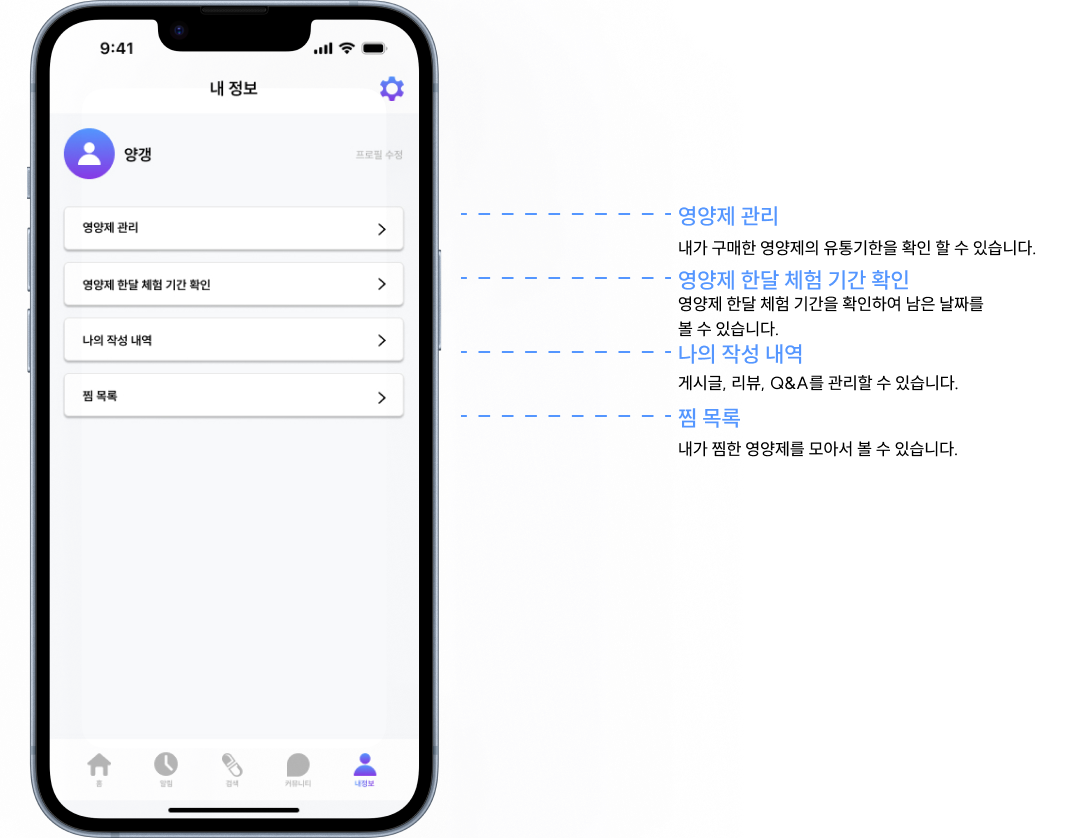 9:41
내 정보
양갱
프로필 수정
영양제 관리
영양제 한달 체험 기간 확인
나의 작성 내역
찜 목록
홈
알림
검색
커뮤니티
내정보
영양제 관리
내가 구매한 영양제의 유통기한을 확인 할 수 있습니다.
영양제 한달 체험 기간 확인
영양제 한달 체험 기간을 확인하여 남은 날짜를
볼 수 있습니다.
나의 작성 내역
게시글, 리뷰, Q&A를 관리할 수 있습니다.
찜 목록
내가 찜한 영양제를 모아서 볼 수 있습니다.